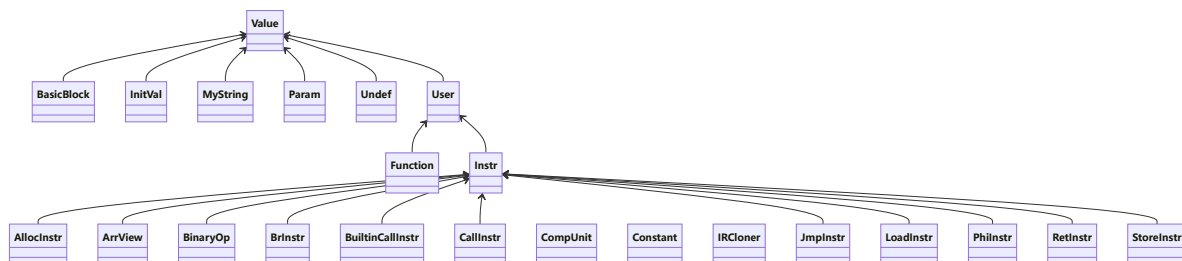 Value
BasicBlock InitVal MyString Param Undef User
Function Instr
AllocInstr ArrView BinaryOp BrInstr BuiltinCallInstr CallInstr CompUnit Constant IRCloner JmpInstr LoadInstr PhiInstr RetInstr StoreInstr